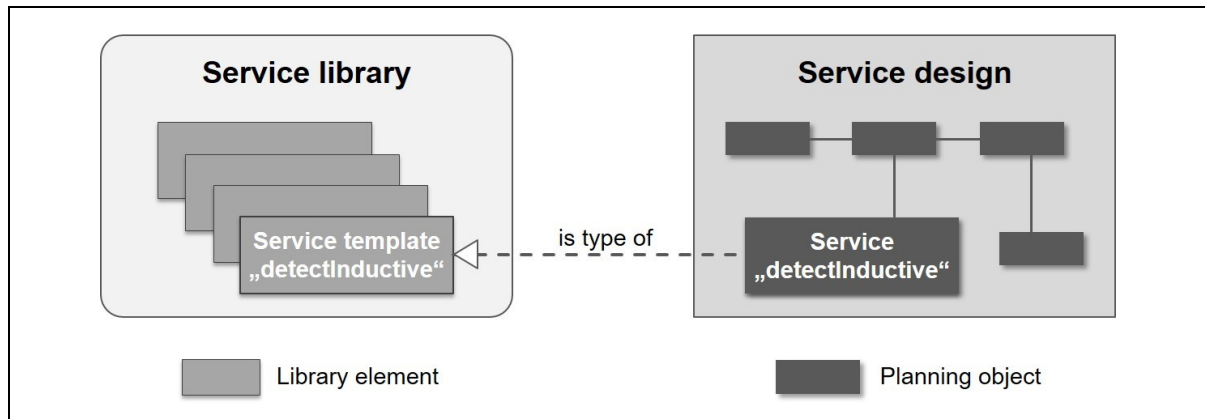 Service library
Service design
Service template
„detectInductive“
is type of
Service
„detectInductive“
Library element
Planning object